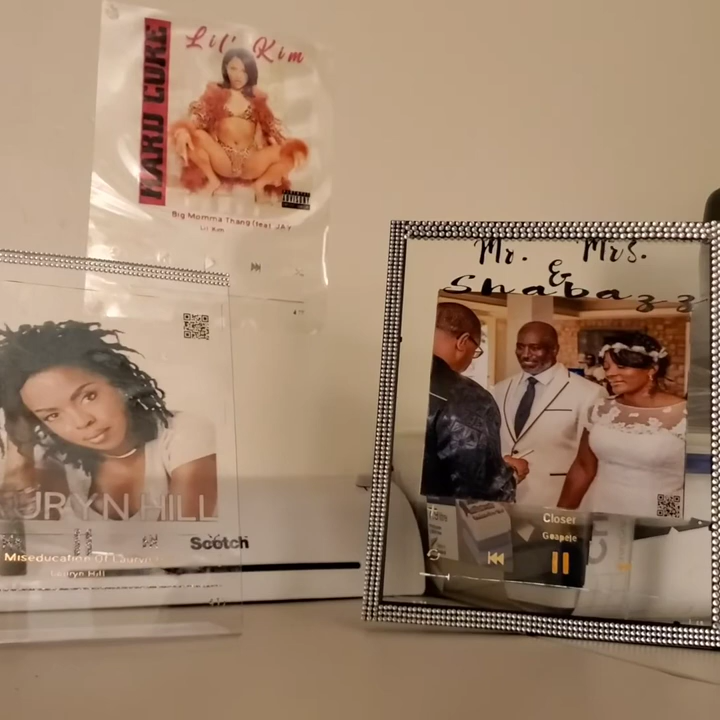 HARD CORE
Lil' Kim
Big Momma Thang (feat. JAY
Lil Kim
LAURYN HILL
Miseducation Of Lauryn
Lauryn Hill
Scotch
Mr. & Mrs.
Shabazz
Closer
Goapele